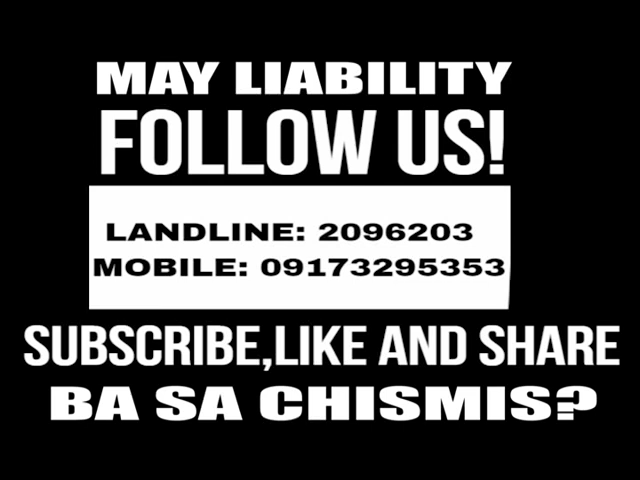 MAY LIABILITY
FOLLOW US!
LANDLINE: 2096203
MOBILE: 09173295353
SUBSCRIBE,LIKE AND SHARE
BA SA CHISMIS?